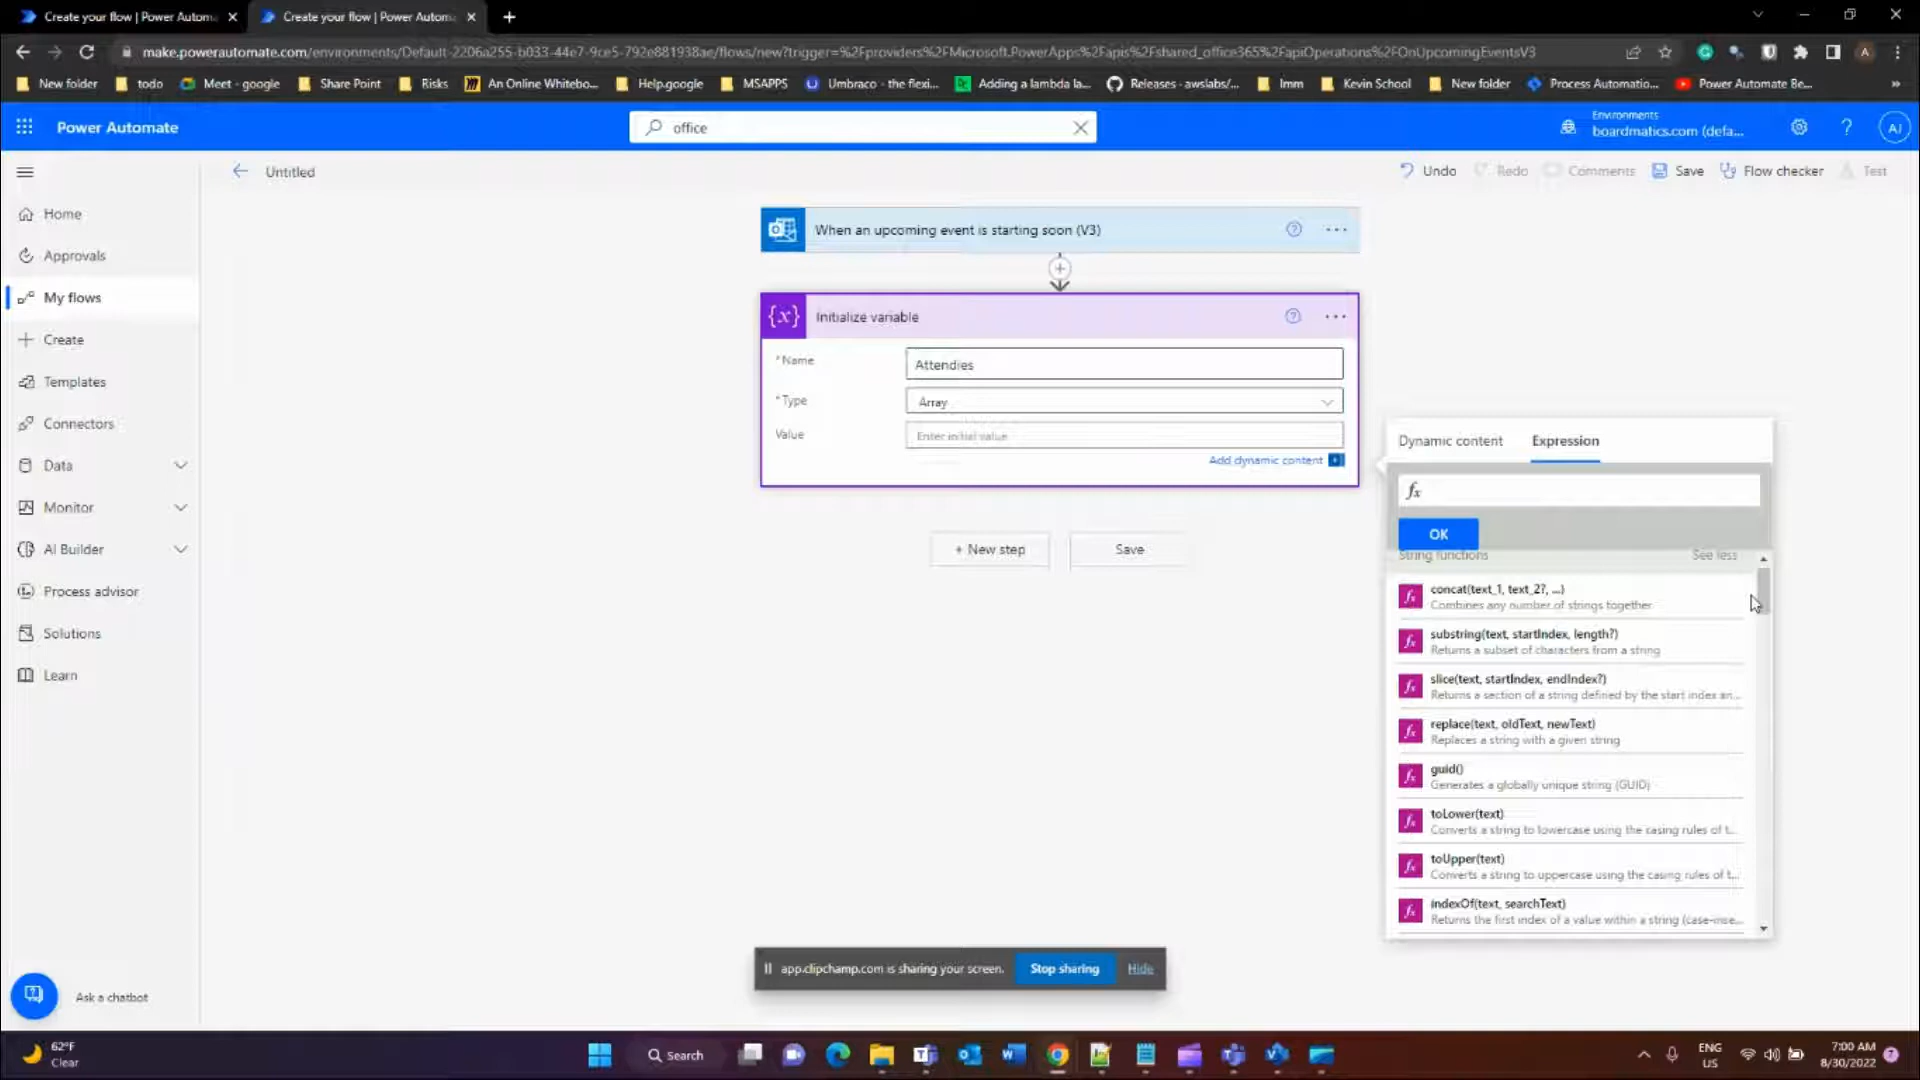 Create your flow | Power Autom
Create your flow | Power Autom
make.powerautomate.com/environments/Default-2206a255-b033-44e7-9ce5-792e881938ae/flows/new?trigger=%2Fproviders%2FMicrosoft.PowerApps%2Fapis%2Fshared_office365%2FapiOperations%2FOnUpcomingEventsV3
A
New folder
todo
Meet - google
Share Point
Risks
An Online Whitebo...
Help.google
MSAPPS
Umbraco - the flexi...
Adding a lambda la...
Releases - awslabs/...
Imm
Kevin School
New folder
Process Automatio...
Power Automate Be...
»
Power Automate
office
Environments
boardmatics.com (defa...
?
AJ
Untitled
Undo
Redo
Comments
Save
Flow checker
Test
Home
Approvals
My flows
Create
Templates
Connectors
Data
Monitor
AI Builder
Process advisor
Solutions
Learn
Ask a chatbot
When an upcoming event is starting soon (V3)
{x} Initialize variable
* Name
Attendies
* Type
Array
Value
Enter initial value
Add dynamic content
+ New step
Save
Dynamic content
Expression
fx
OK
String functions
See less
fx
concat(text_1, text_2?, ...)
Combines any number of strings together
fx
substring(text, startIndex, length?)
Returns a subset of characters from a string
fx
slice(text, startIndex, endIndex?)
Returns a section of a string defined by the start index an...
fx
replace(text, oldText, newText)
Replaces a string with a given string
fx
guid()
Generates a globally unique string (GUID)
fx
toLower(text)
Converts a string to lowercase using the casing rules of t...
fx
toUpper(text)
Converts a string to uppercase using the casing rules of t...
fx
indexOf(text, searchText)
Returns the first index of a value within a string (case-inse...
app.clipchamp.com is sharing your screen.
Stop sharing
Hide
62°F
Clear
Search
ENG
US
7:00 AM
8/30/2022